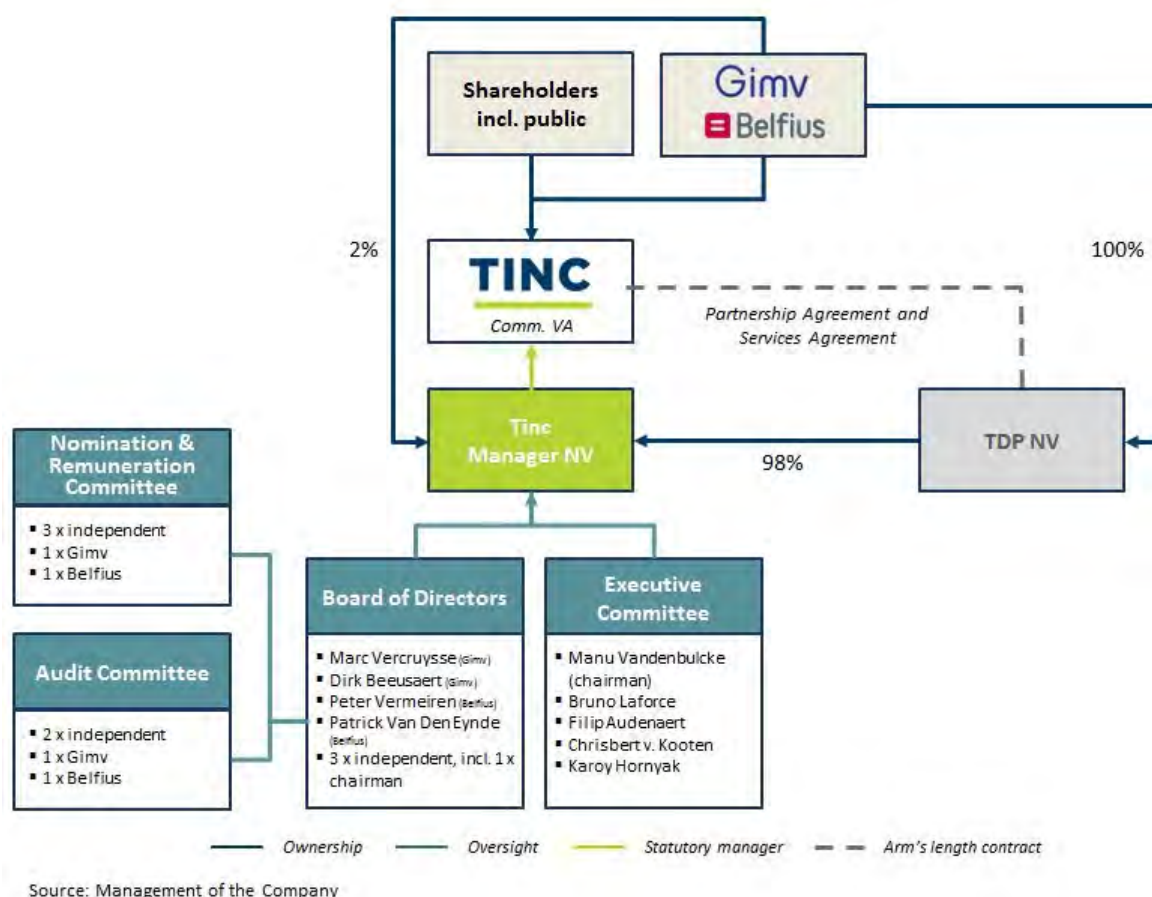 Shareholders
incl. public
Gimv
Belfius
2%
100%
TINC
Comm. VA
Partnership Agreement and
Services Agreement
Tinc
Manager NV
98%
TDP NV
Nomination &
Remuneration
Committee
▪ 3 x independent
▪ 1 x Gimv
▪ 1 x Belfius
Audit Committee
▪ 2 x independent
▪ 1 x Gimv
▪ 1 x Belfius
Board of Directors
▪ Marc Vercruysse (Gimv)
▪ Dirk Beeusaert (Gimv)
▪ Peter Vermeiren (Belfius)
▪ Patrick Van Den Eynde
(Belfius)
▪ 3 x independent, incl. 1 x
chairman
Executive
Committee
▪ Manu Vandenbulcke
(chairman)
▪ Bruno Laforce
▪ Filip Audenaert
▪ Chrisbert v. Kooten
▪ Karoy Hornyak
Ownership
Oversight
Statutory manager
Arm's length contract
Source: Management of the Company